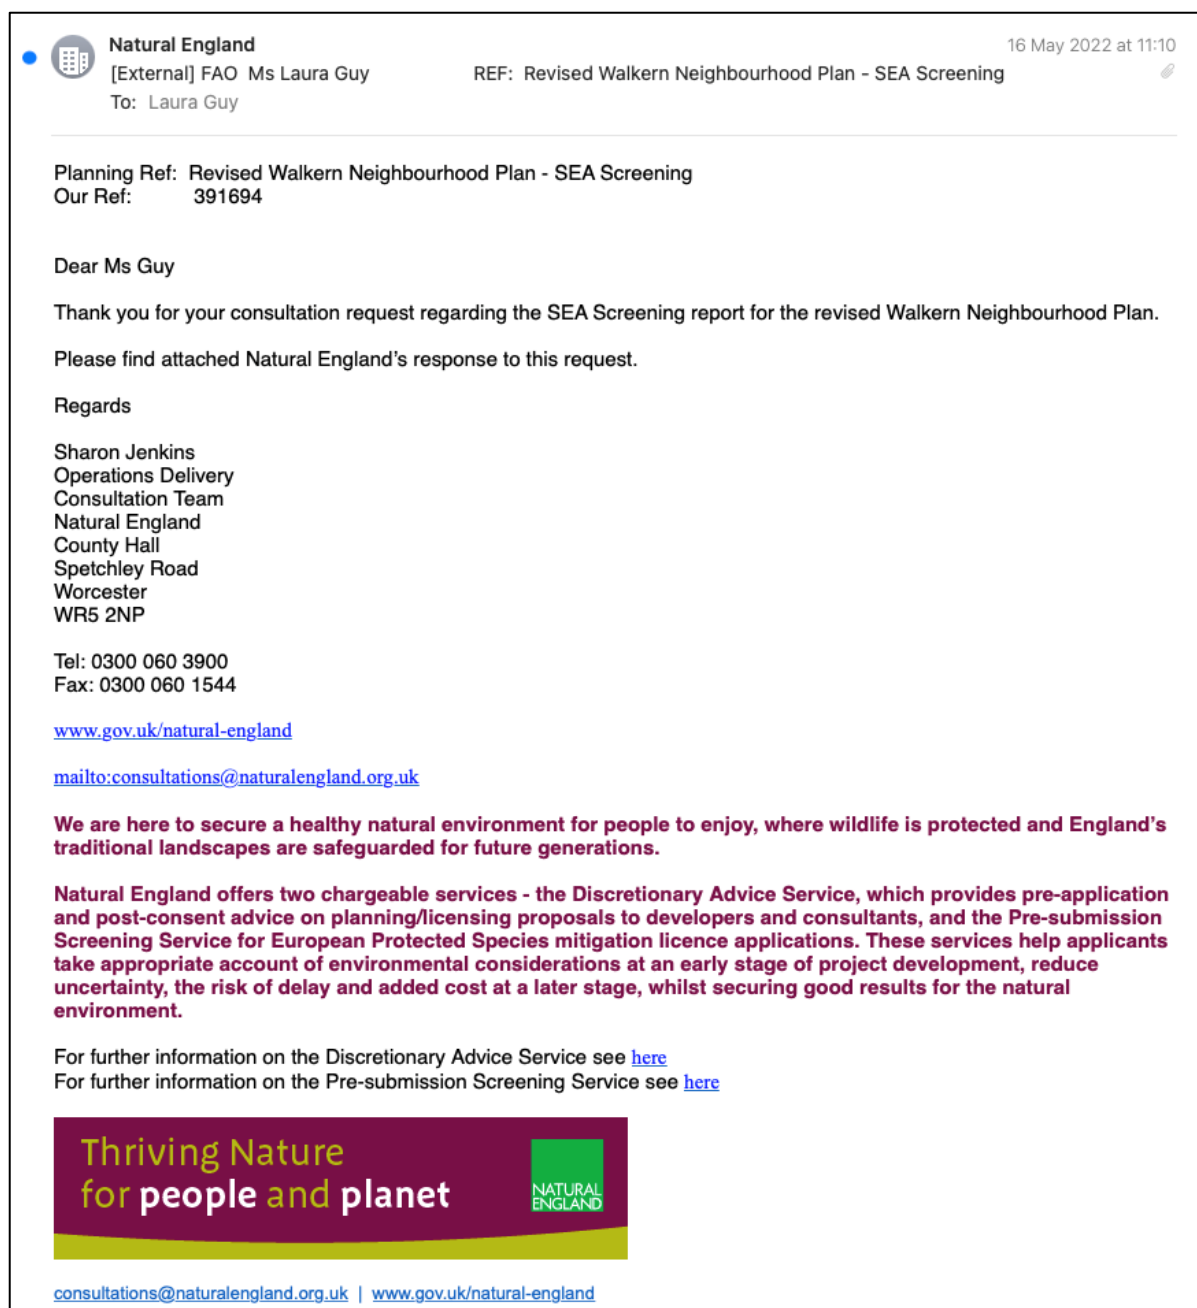 Natural England
16 May 2022 at 11:10
[External] FAO Ms Laura Guy REF: Revised Walkern Neighbourhood Plan - SEA Screening
To: Laura Guy
Planning Ref: Revised Walkern Neighbourhood Plan - SEA Screening
Our Ref: 391694
Dear Ms Guy
Thank you for your consultation request regarding the SEA Screening report for the revised Walkern Neighbourhood Plan.
Please find attached Natural England’s response to this request.
Regards
Sharon Jenkins
Operations Delivery
Consultation Team
Natural England
County Hall
Spetchley Road
Worcester
WR5 2NP
Tel: 0300 060 3900
Fax: 0300 060 1544
www.gov.uk/natural-england
mailto:consultations@naturalengland.org.uk
We are here to secure a healthy natural environment for people to enjoy, where wildlife is protected and England’s
traditional landscapes are safeguarded for future generations.
Natural England offers two chargeable services - the Discretionary Advice Service, which provides pre-application
and post-consent advice on planning/licensing proposals to developers and consultants, and the Pre-submission
Screening Service for European Protected Species mitigation licence applications. These services help applicants
take appropriate account of environmental considerations at an early stage of project development, reduce
uncertainty, the risk of delay and added cost at a later stage, whilst securing good results for the natural
environment.
For further information on the Discretionary Advice Service see here
For further information on the Pre-submission Screening Service see here
Thriving Nature
for people and planet
NATURAL
ENGLAND
consultations@naturalengland.org.uk | www.gov.uk/natural-england